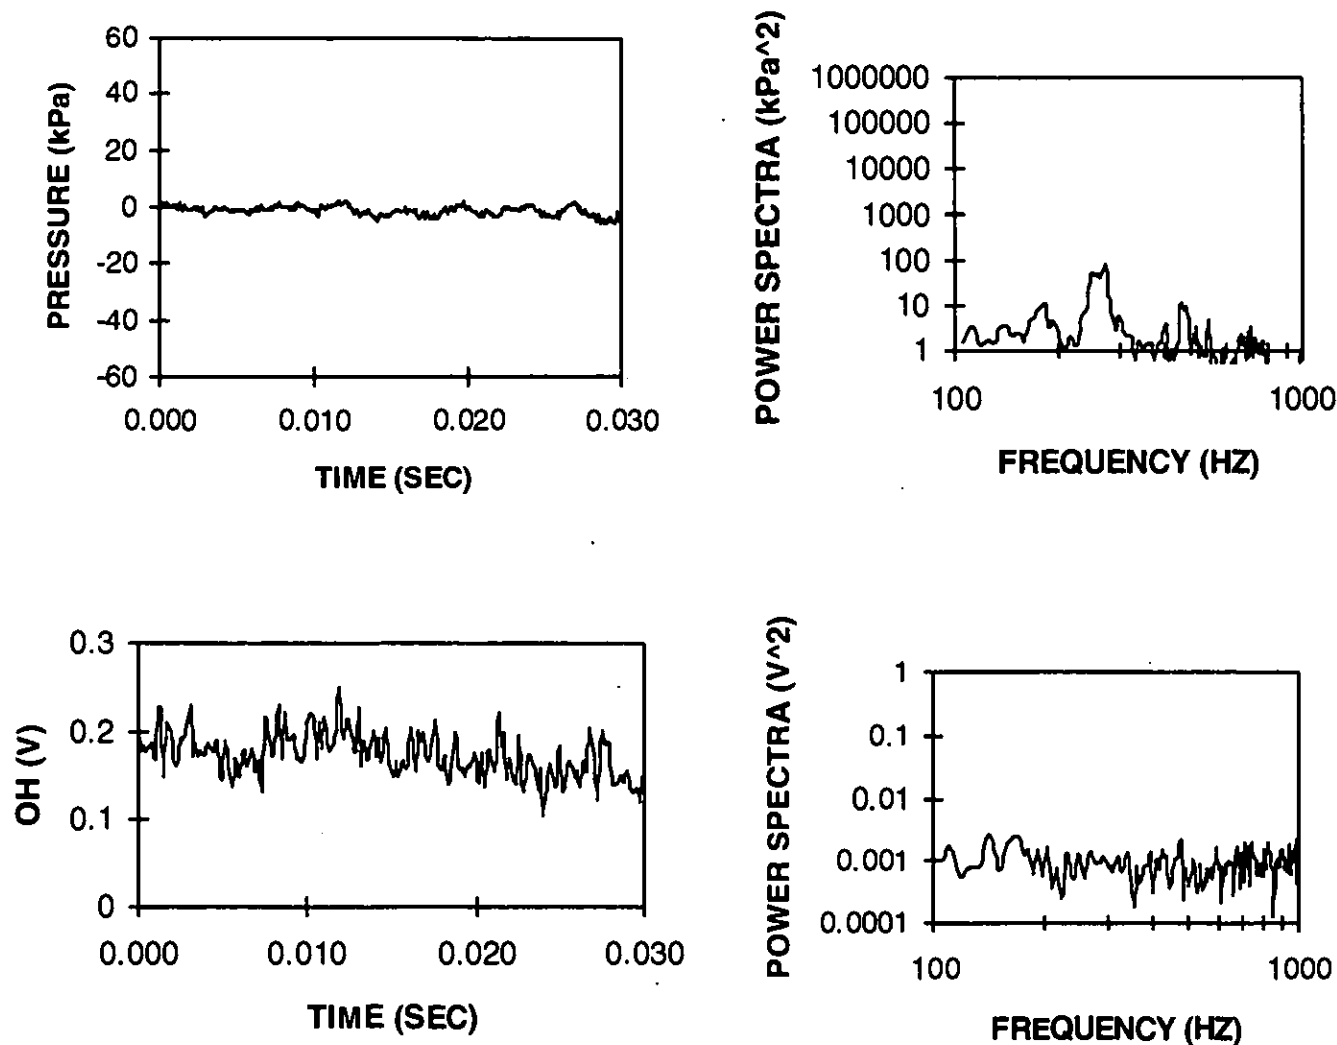 PRESSURE (kPa)
60
40
20
0
-20
-40
-60
0.000 0.010 0.020 0.030
TIME (SEC)
POWER SPECTRA (kPa^2)
1000000
100000
10000
1000
100
10
1
100 1000
FREQUENCY (HZ)
OH (V)
0.3
0.2
0.1
0
0.000 0.010 0.020 0.030
TIME (SEC)
POWER SPECTRA (V^2)
1
0.1
0.01
0.001
0.0001
100 1000
FREQUENCY (HZ)